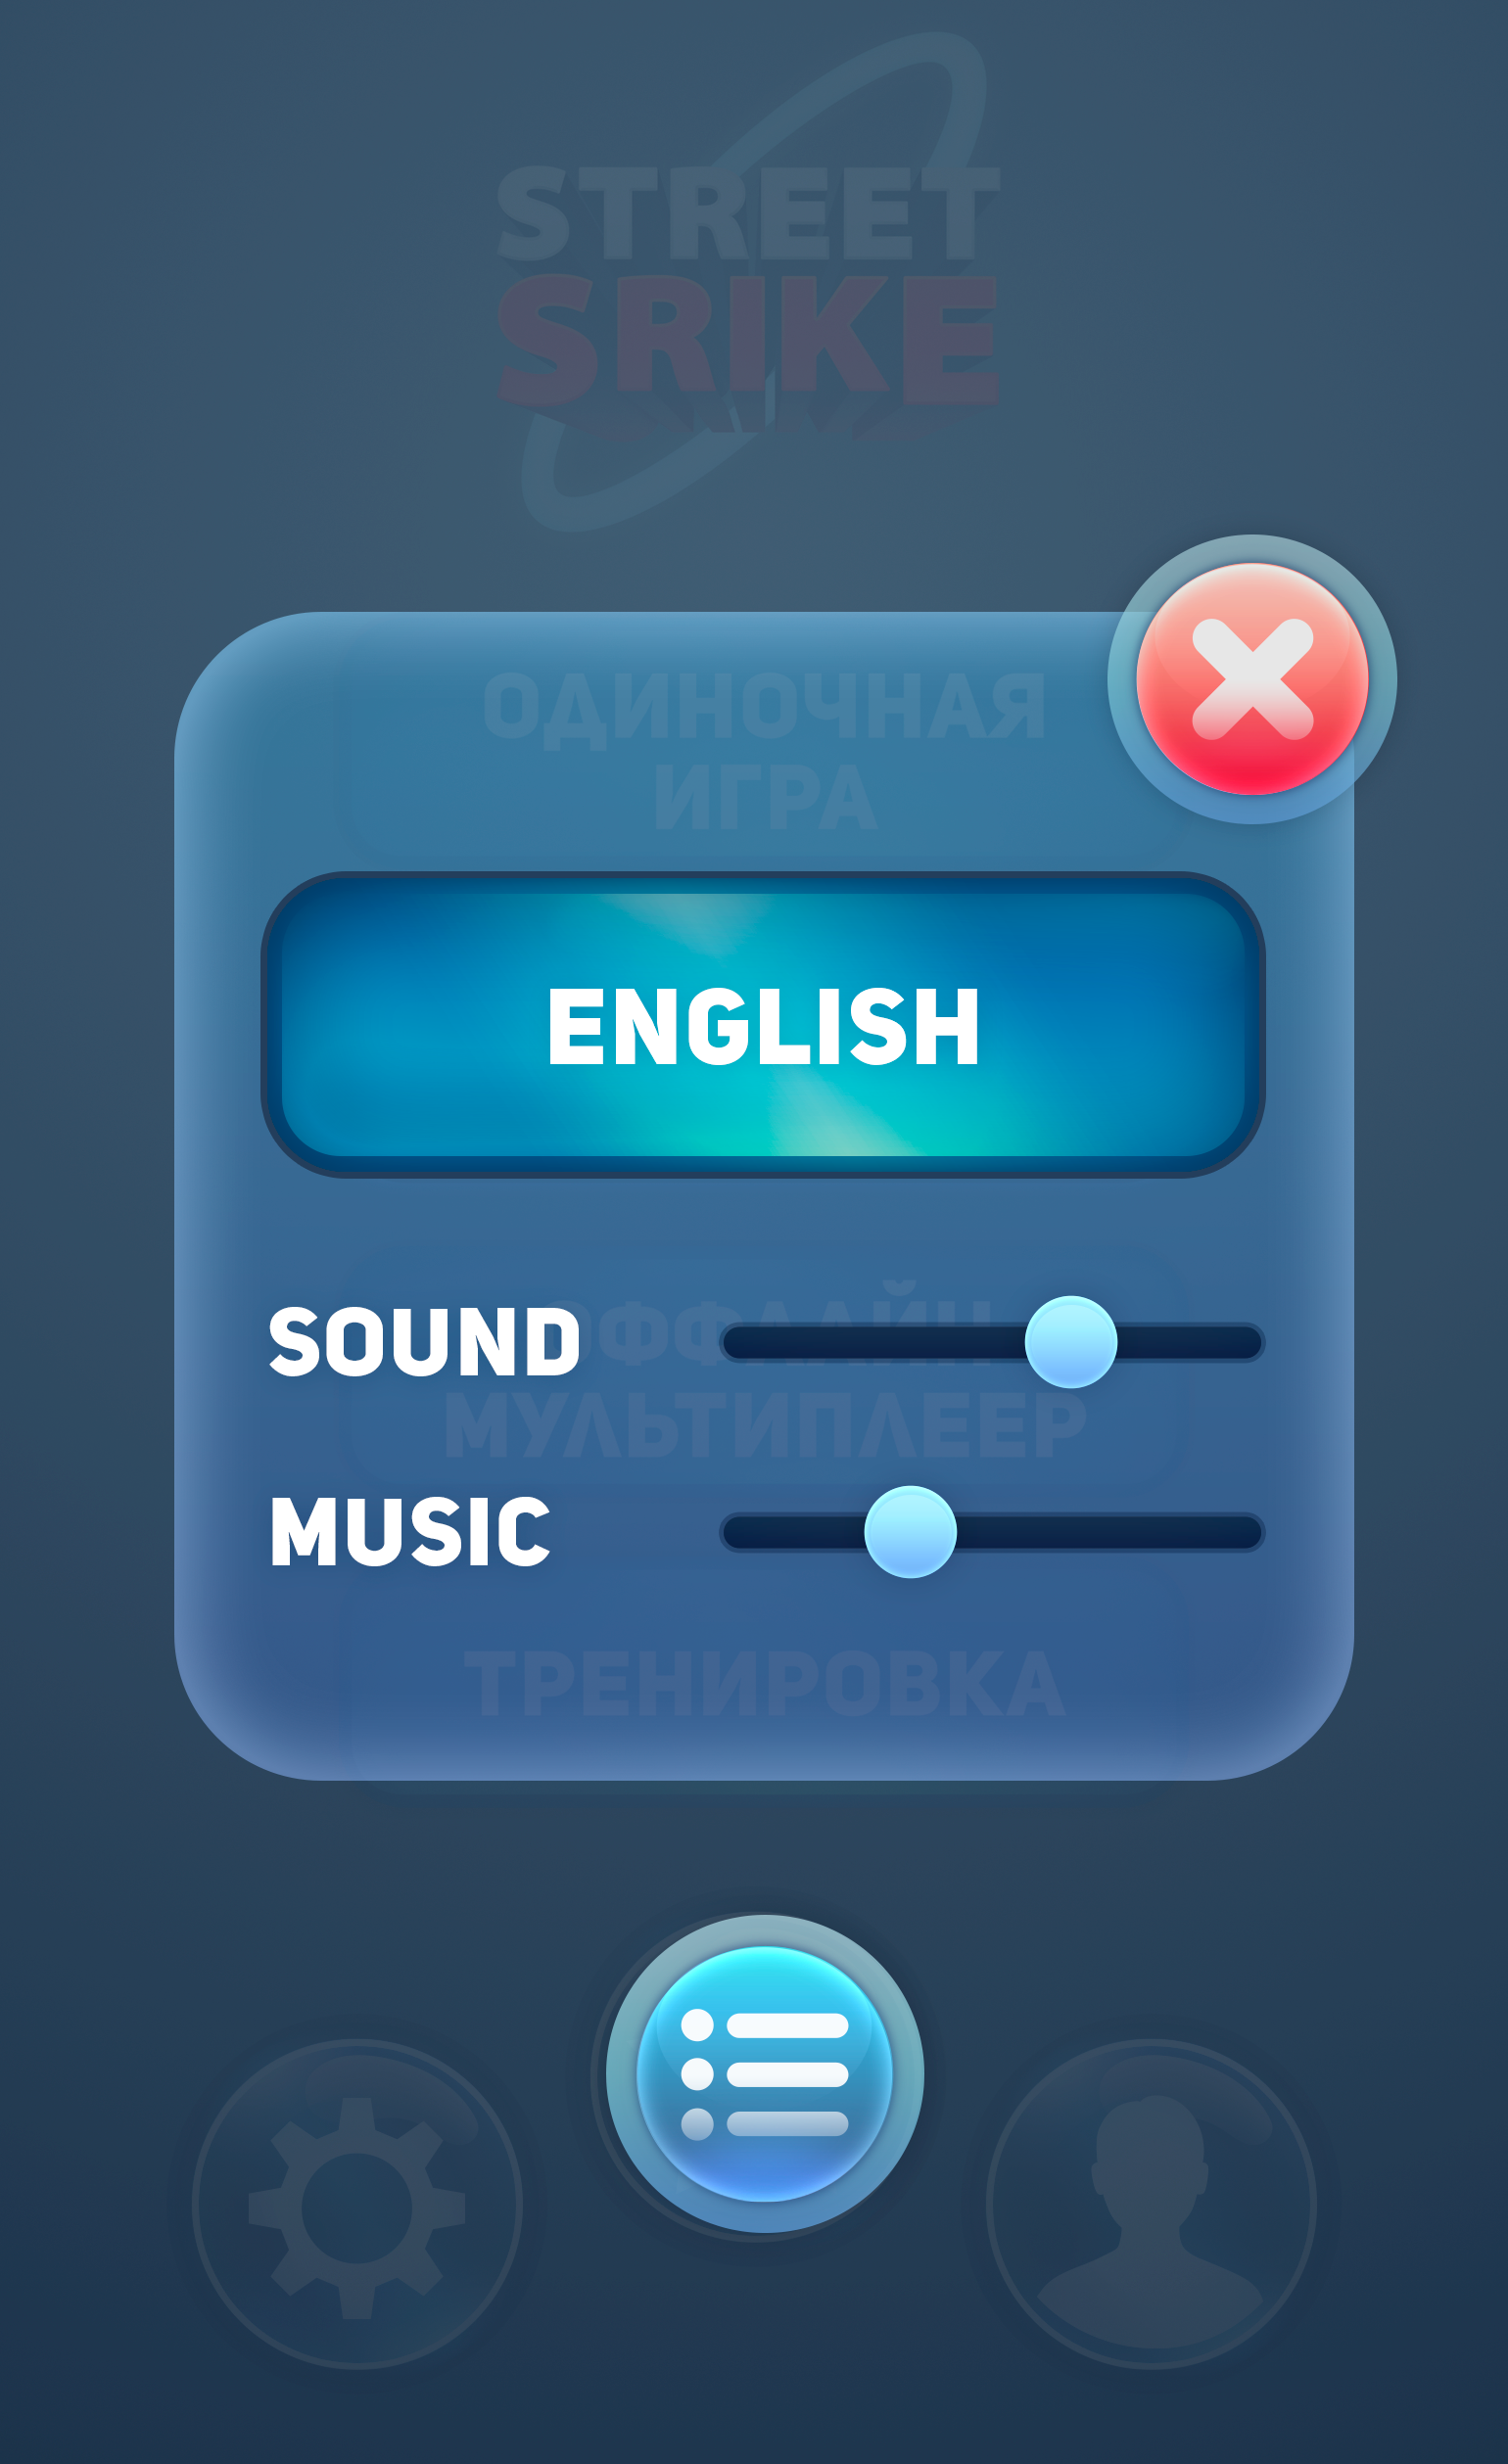 STREET
SRIKE
ОДИНОЧНАЯ
ИГРА
ENGLISH
ОФФЛАЙН
SOUND
МУЛЬТИПЛЕЕР
MUSIC
ТРЕНИРОВКА